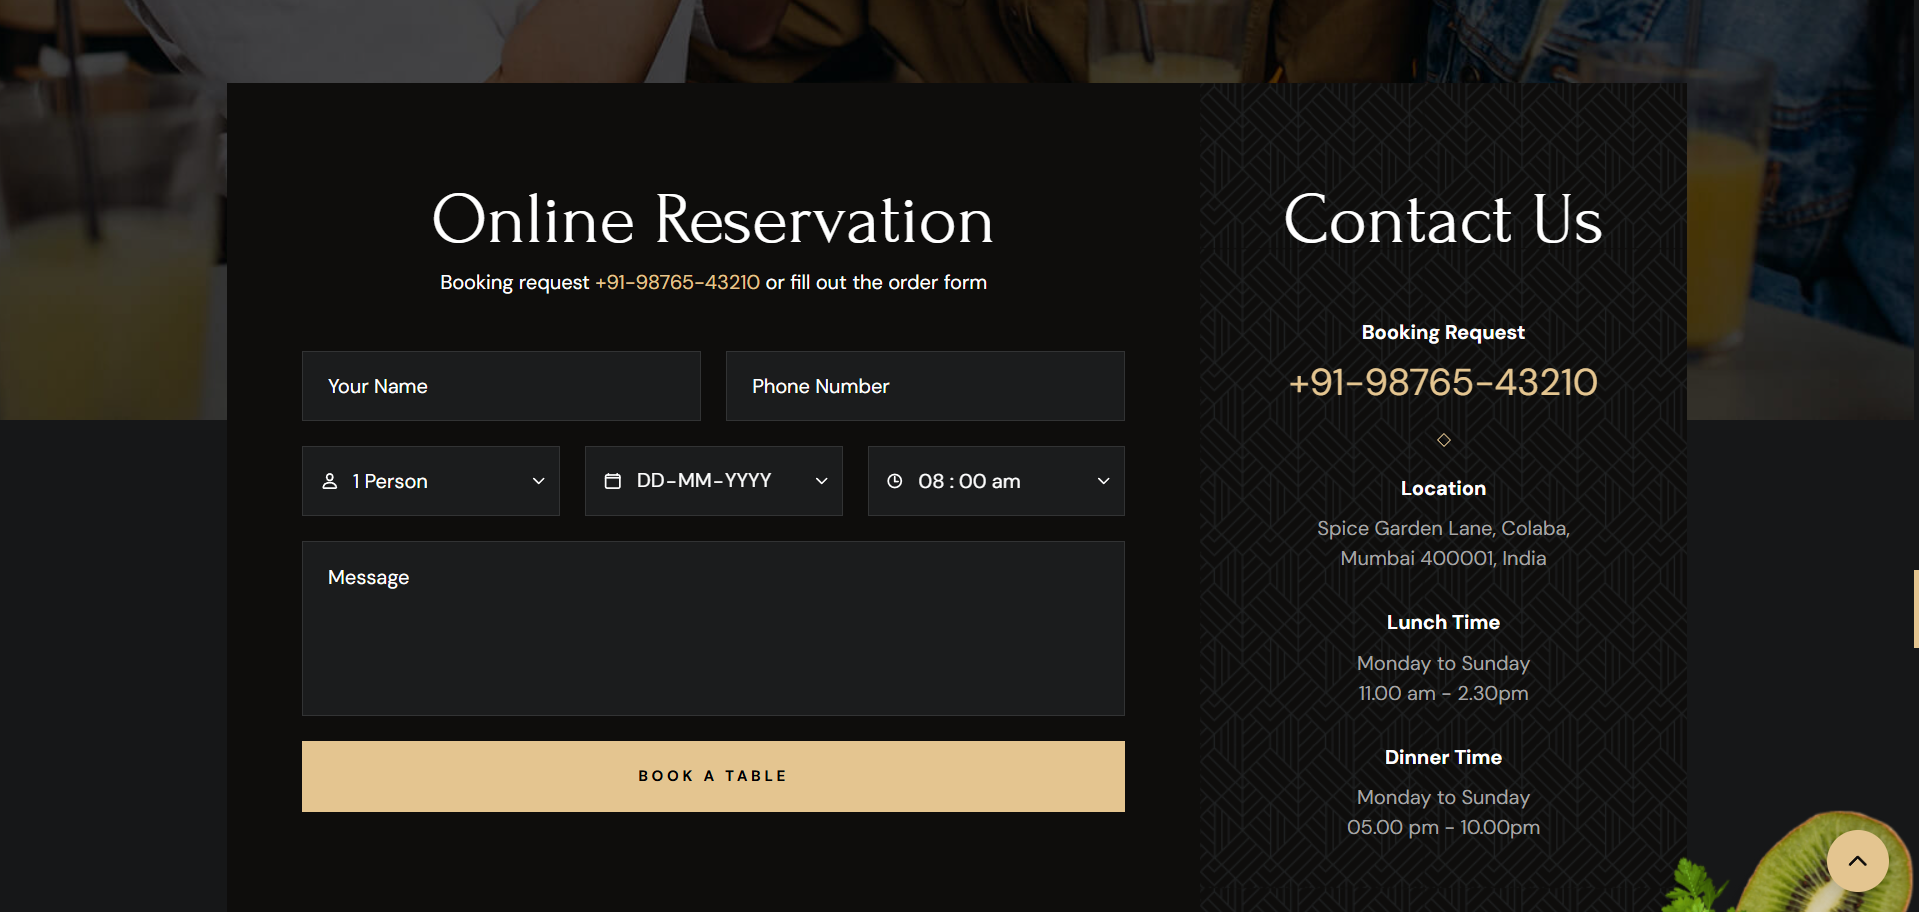 Online Reservation
Booking request +91-98765-43210 or fill out the order form
Your Name
Phone Number
1 Person
DD-MM-YYYY
08 : 00 am
Message
BOOK A TABLE
Contact Us
Booking Request
+91-98765-43210
Location
Spice Garden Lane, Colaba,
Mumbai 400001, India
Lunch Time
Monday to Sunday
11.00 am - 2.30pm
Dinner Time
Monday to Sunday
05.00 pm - 10.00pm